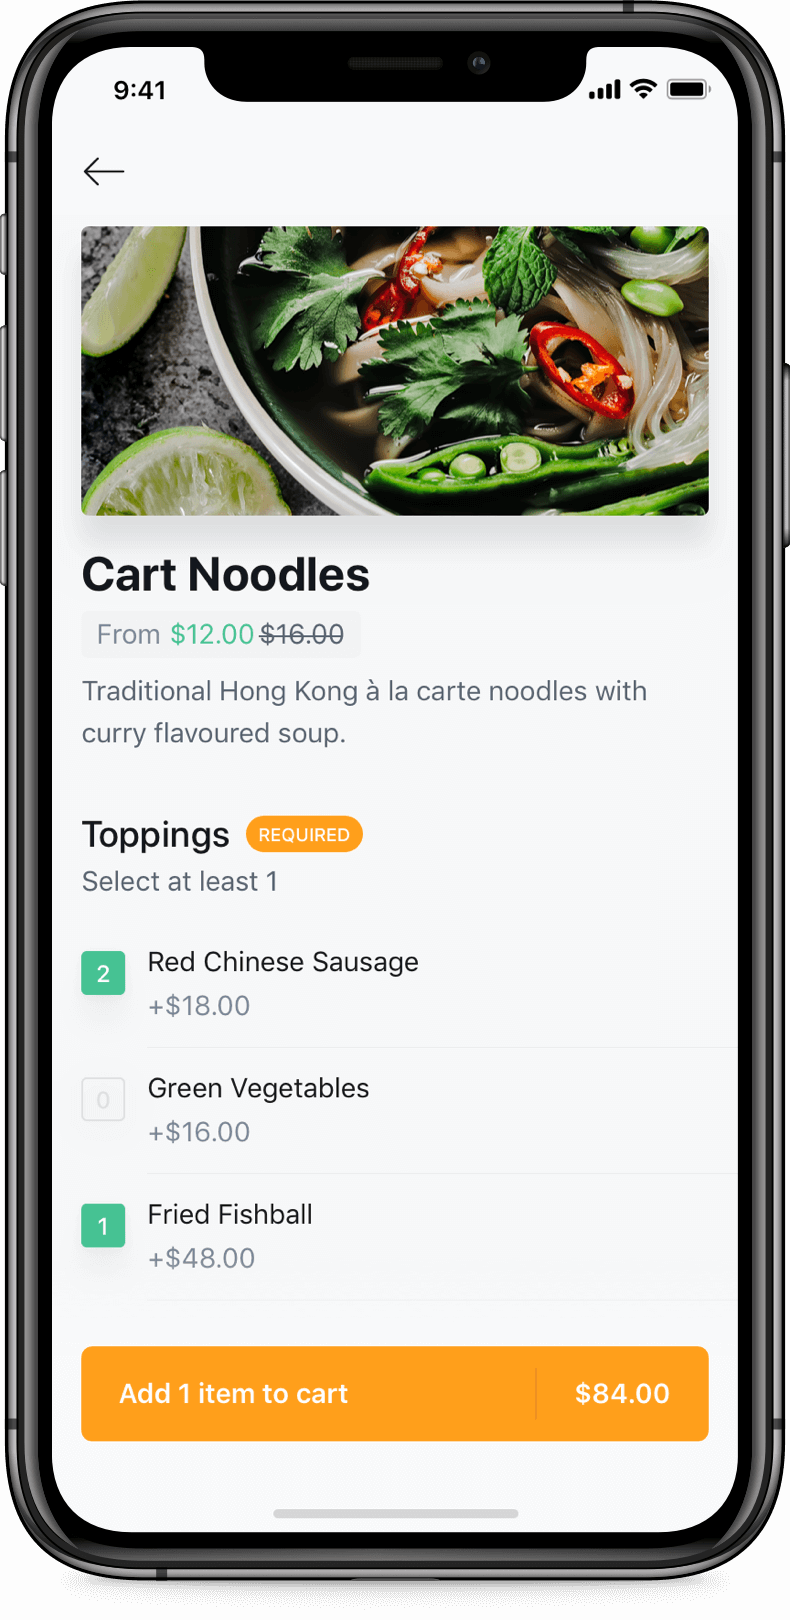 9:41
Cart Noodles
From $12.00 $16.00
Traditional Hong Kong à la carte noodles with
curry flavoured soup.
Toppings REQUIRED
Select at least 1
2 Red Chinese Sausage
+$18.00
0 Green Vegetables
+$16.00
1 Fried Fishball
+$48.00
Add 1 item to cart $84.00